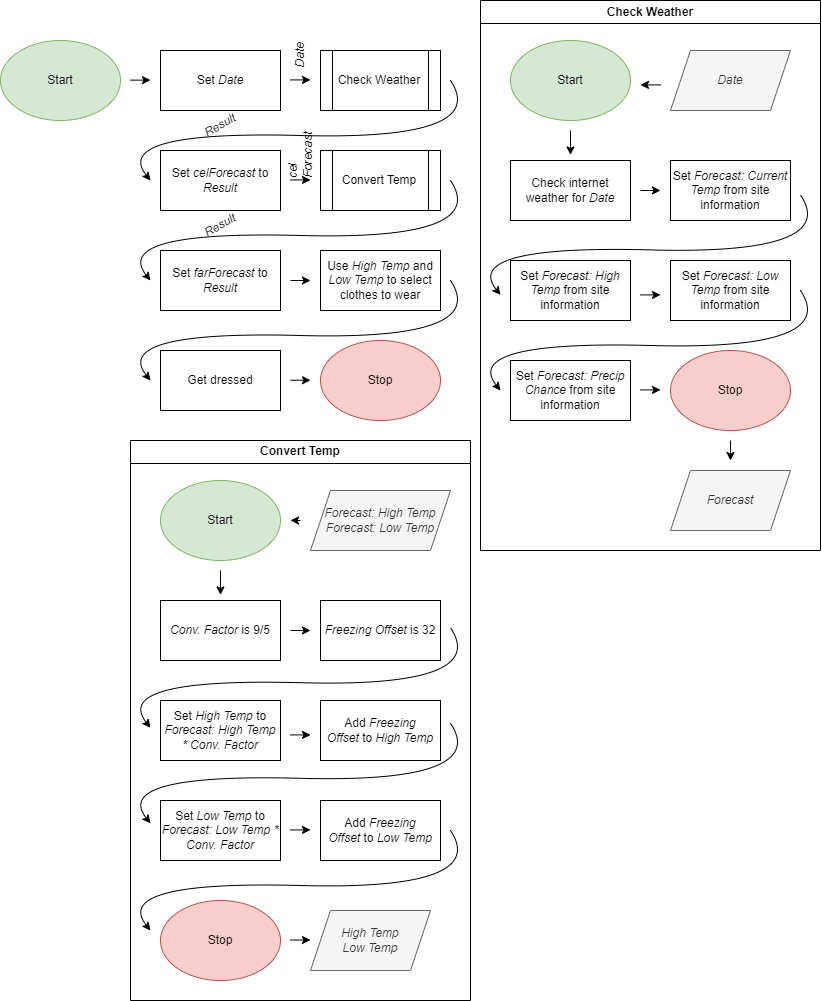 Start
Set Date
Date
Check Weather
Result
Set celForecast to
Result
cel
Forecast
Convert Temp
Result
Set farForecast to
Result
Use High Temp and
Low Temp to select
clothes to wear
Get dressed
Stop
Check Weather
Start
Date
Check internet
weather for Date
Set Forecast: Current
Temp from site
information
Set Forecast: High
Temp from site
information
Set Forecast: Low
Temp from site
information
Set Forecast: Precip
Chance from site
information
Stop
Forecast
Convert Temp
Start
Forecast: High Temp
Forecast: Low Temp
Conv. Factor is 9/5
Freezing Offset is 32
Set High Temp to
Forecast: High Temp
* Conv. Factor
Add Freezing
Offset to High Temp
Set Low Temp to
Forecast: Low Temp *
Conv. Factor
Add Freezing
Offset to Low Temp
Stop
High Temp
Low Temp